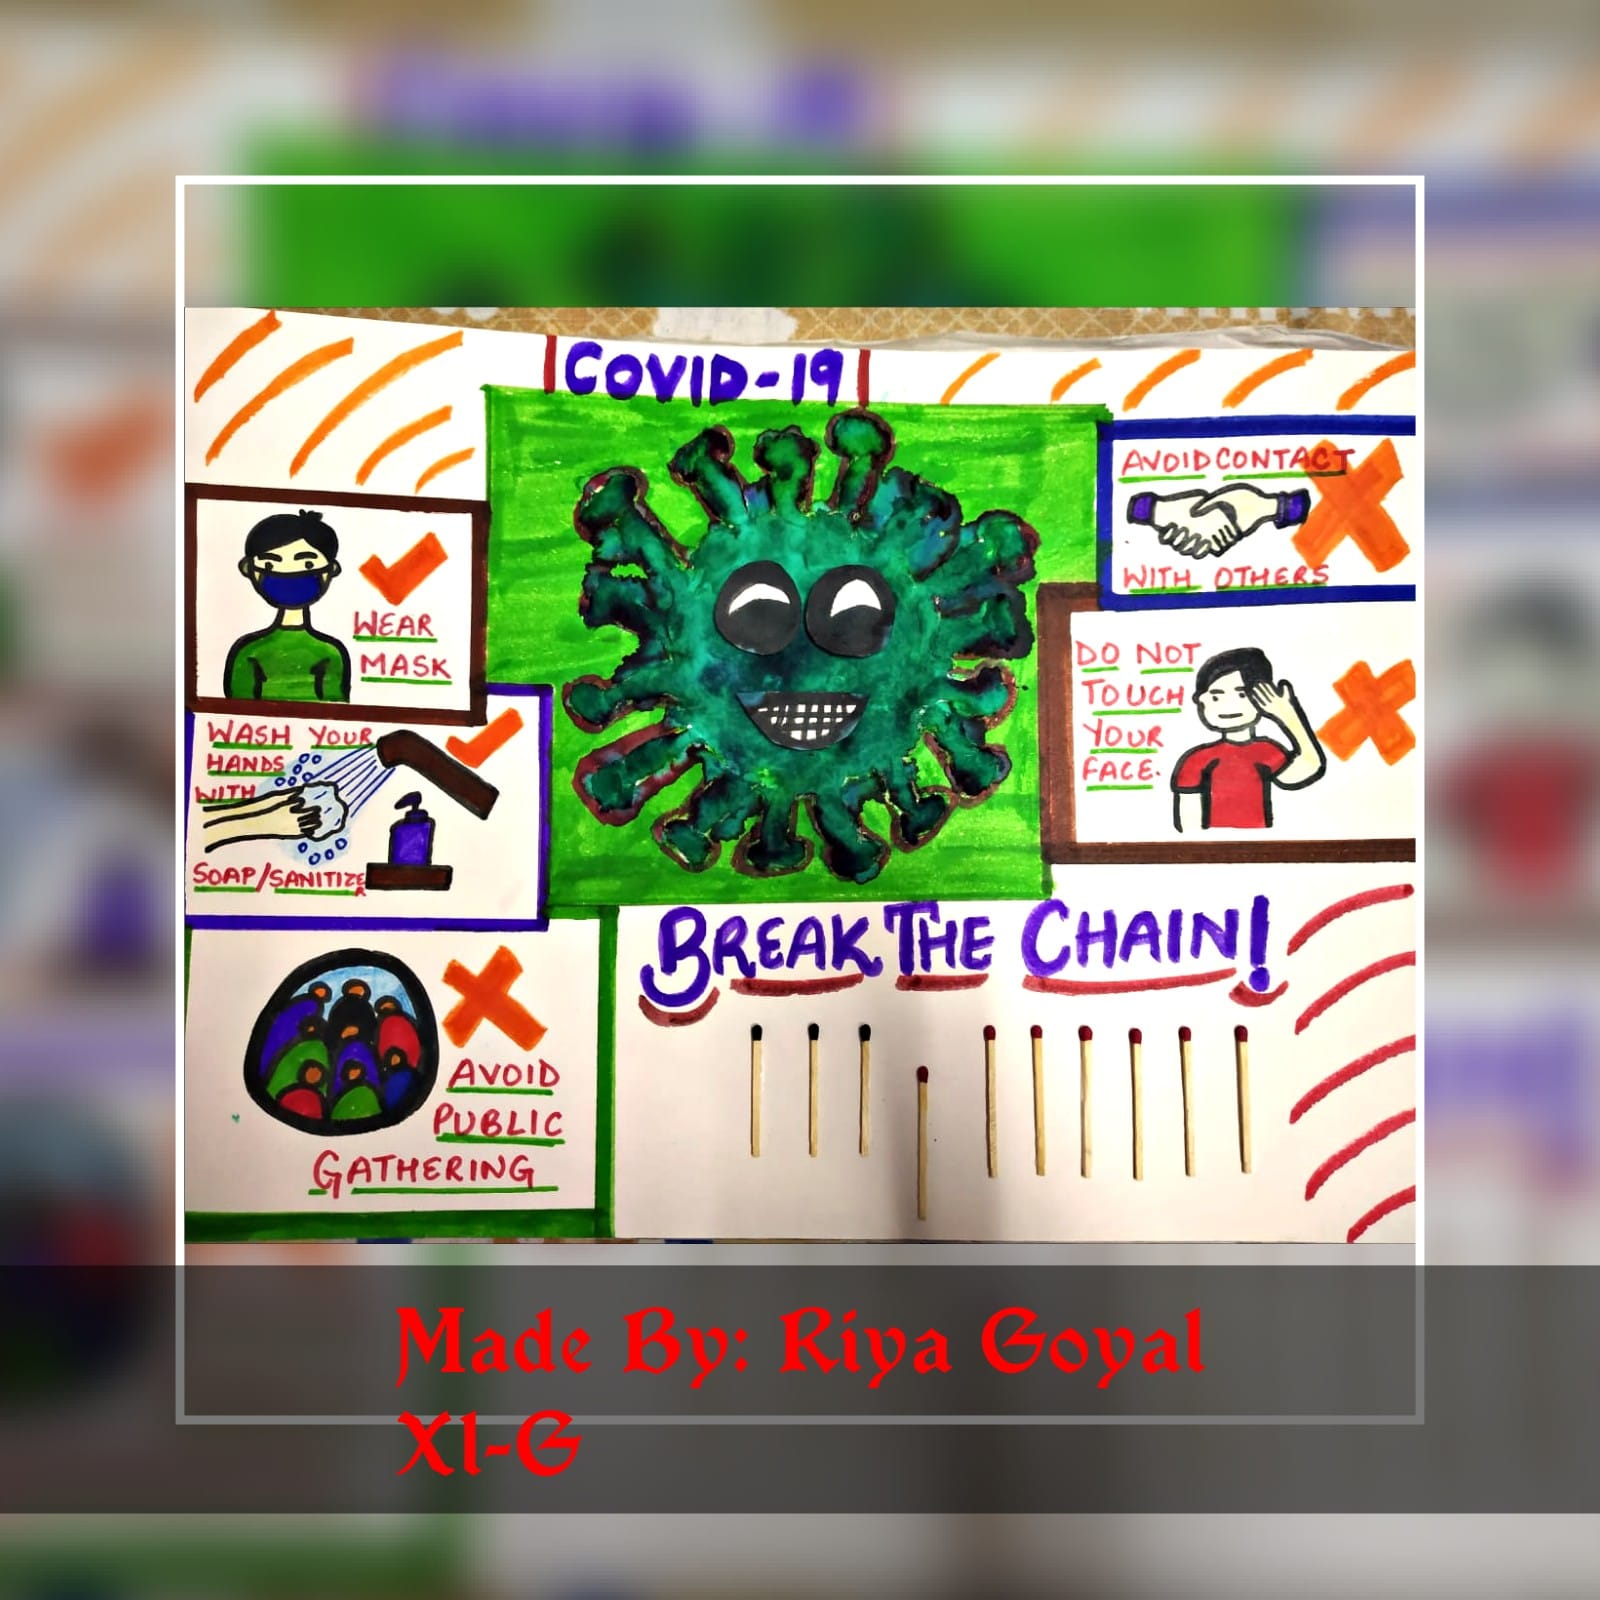 COVID-19
WEAR
MASK
WASH YOUR
HANDS
WITH
SOAP/SANITIZER
AVOID
PUBLIC
GATHERING
AVOID CONTACT
WITH OTHERS
DO NOT
TOUCH
YOUR
FACE.
BREAK THE CHAIN!
Made By: Riya Goyal
XI-G